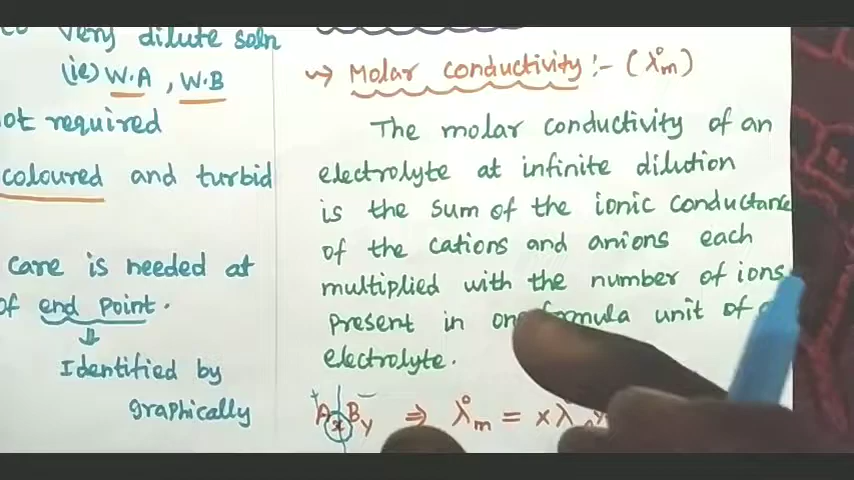 very dilute soln
(ie) W.A , W.B
not required
coloured and turbid
care is needed at
of end point.
Identified by
graphically
Molar conductivity :- (λ°m)
The molar conductivity of an
electrolyte at infinite dilution
is the sum of the ionic conductance
of the cations and anions each
multiplied with the number of ions
present in one formula unit of
electrolyte.
A x B y ⇒ λ°m = xλ